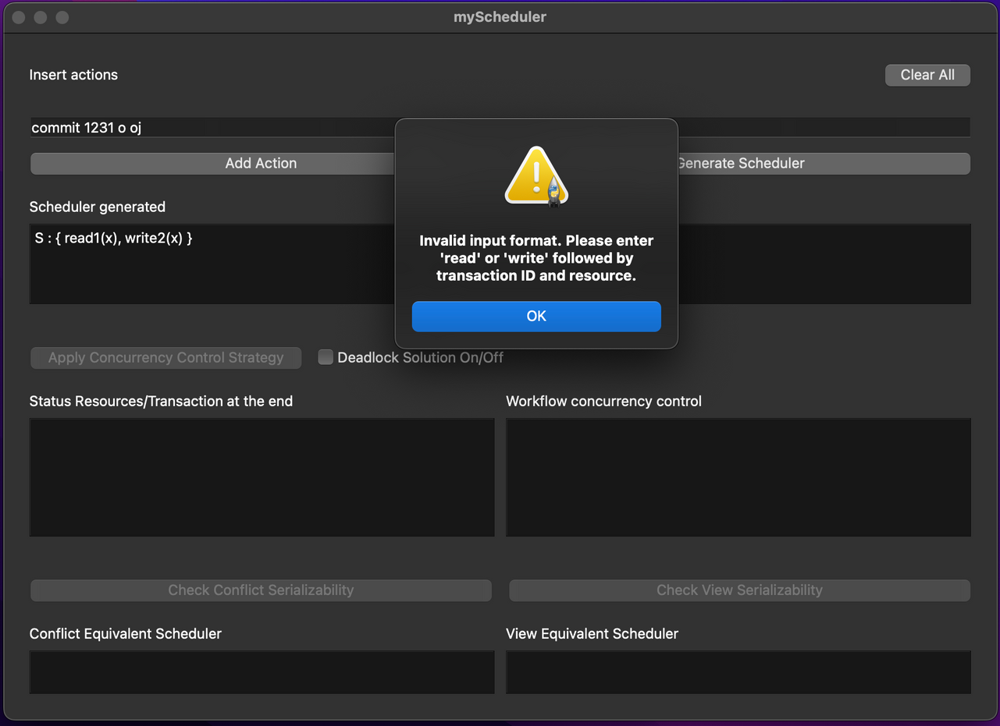 myScheduler
Insert actions
Clear All
commit 1231 o oj
Add Action
Generate Scheduler
Scheduler generated
S : { read1(x), write2(x) }
Invalid input format. Please enter
'read' or 'write' followed by
transaction ID and resource.
OK
Apply Concurrency Control Strategy
Deadlock Solution On/Off
Status Resources/Transaction at the end
Workflow concurrency control
Check Conflict Serializability
Check View Serializability
Conflict Equivalent Scheduler
View Equivalent Scheduler